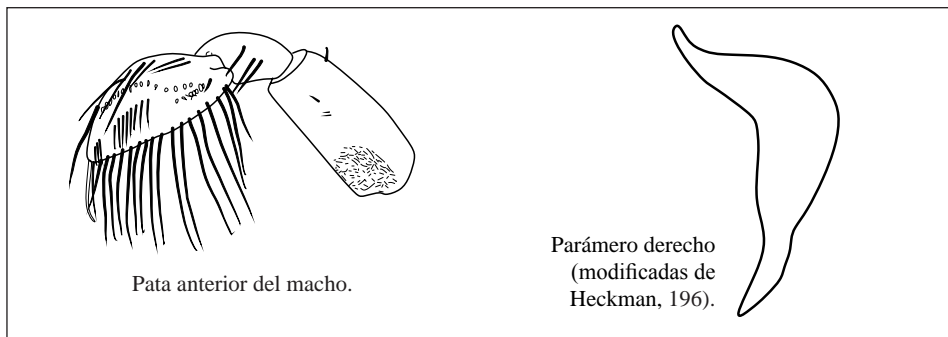 Pata anterior del macho.
Parámero derecho
(modificadas de
Heckman, 196).